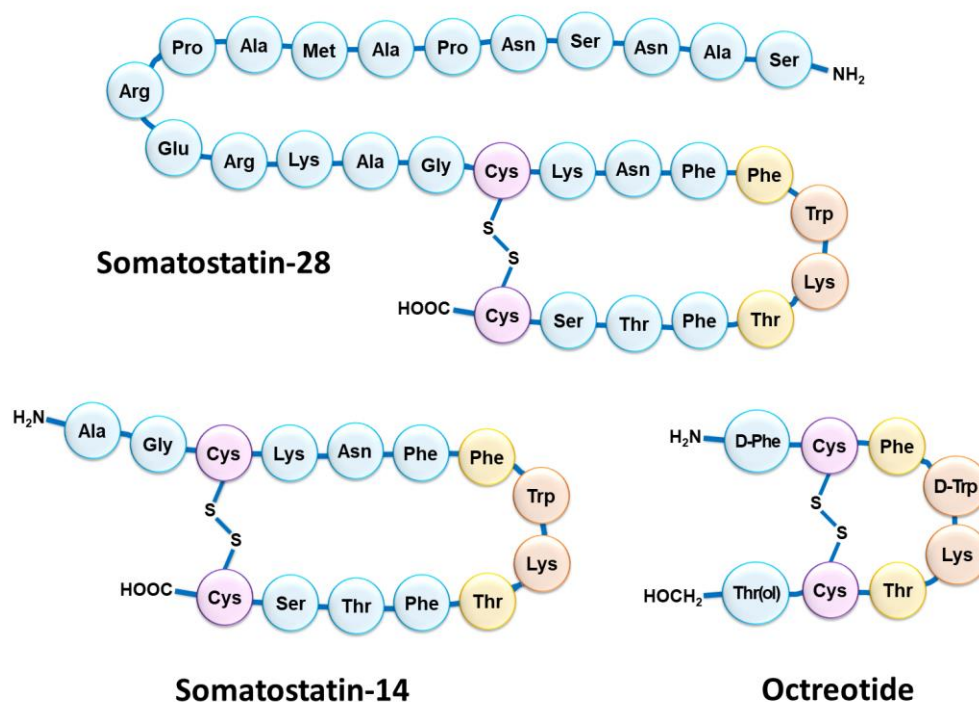 Pro Ala Met Ala Pro Asn Ser Asn Ala Ser NH₂
Arg
Glu Arg Lys Ala Gly Cys Lys Asn Phe Phe
Trp
S
S
Somatostatin-28
Lys
HOOC Cys Ser Thr Phe Thr
H₂N Ala Gly Cys Lys Asn Phe Phe
Trp
S
S
Lys
HOOC Cys Ser Thr Phe Thr
Somatostatin-14
H₂N D-Phe Cys Phe
D-Trp
S
S
Lys
HOCH₂ Thr(ol) Cys Thr
Octreotide